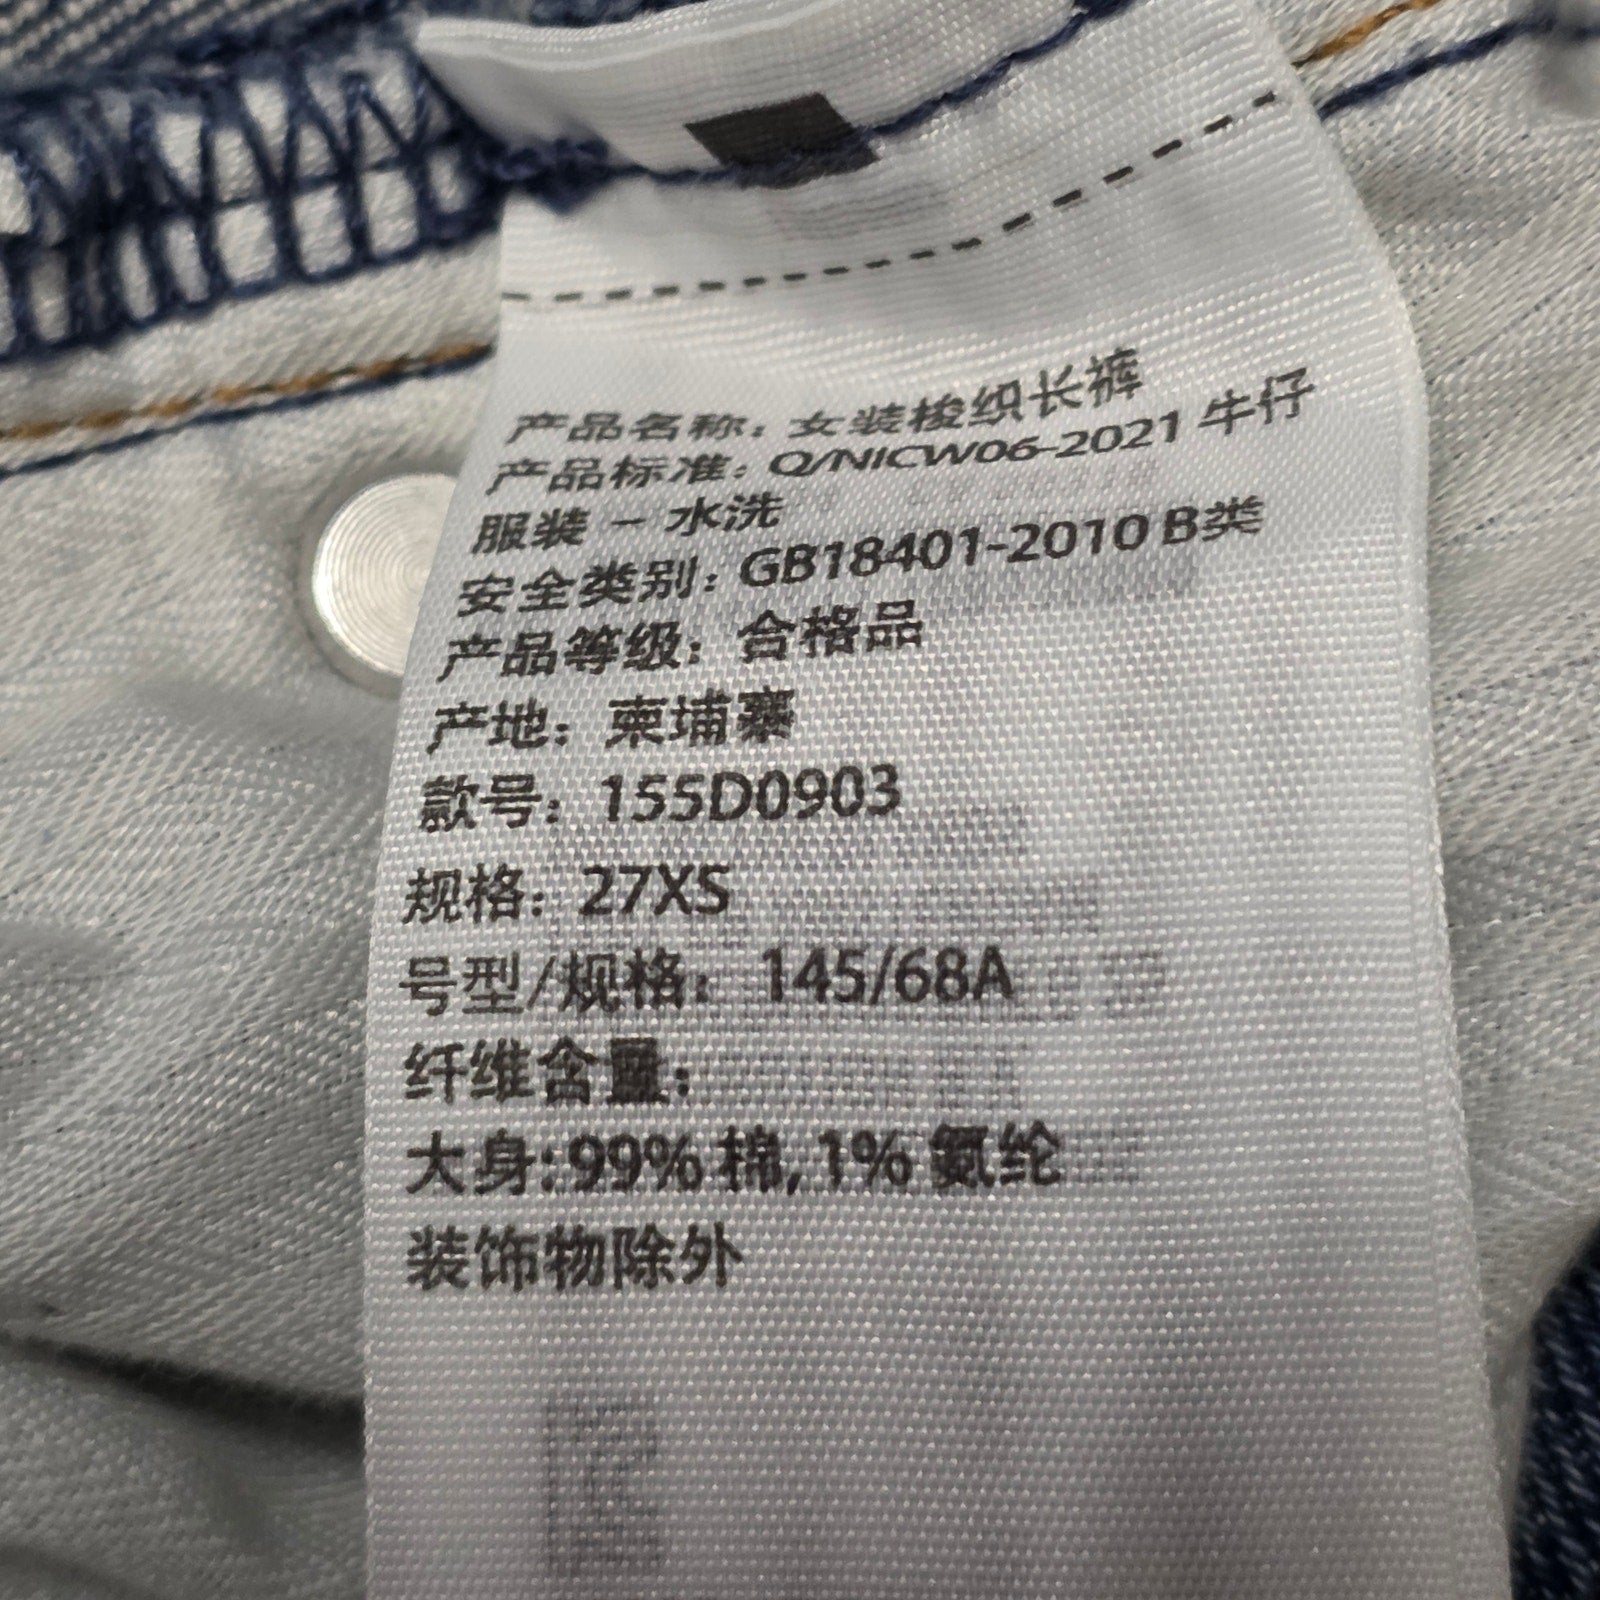 产品名称：女装梭织长裤
产品标准：Q/NICW06-2021 牛仔
服装 - 水洗
安全类别：GB18401-2010 B类
产品等级：合格品
产地：柬埔寨
款号：155D0903
规格：27XS
号型/规格：145/68A
纤维含量：
大身:99% 棉, 1% 氨纶
装饰物除外